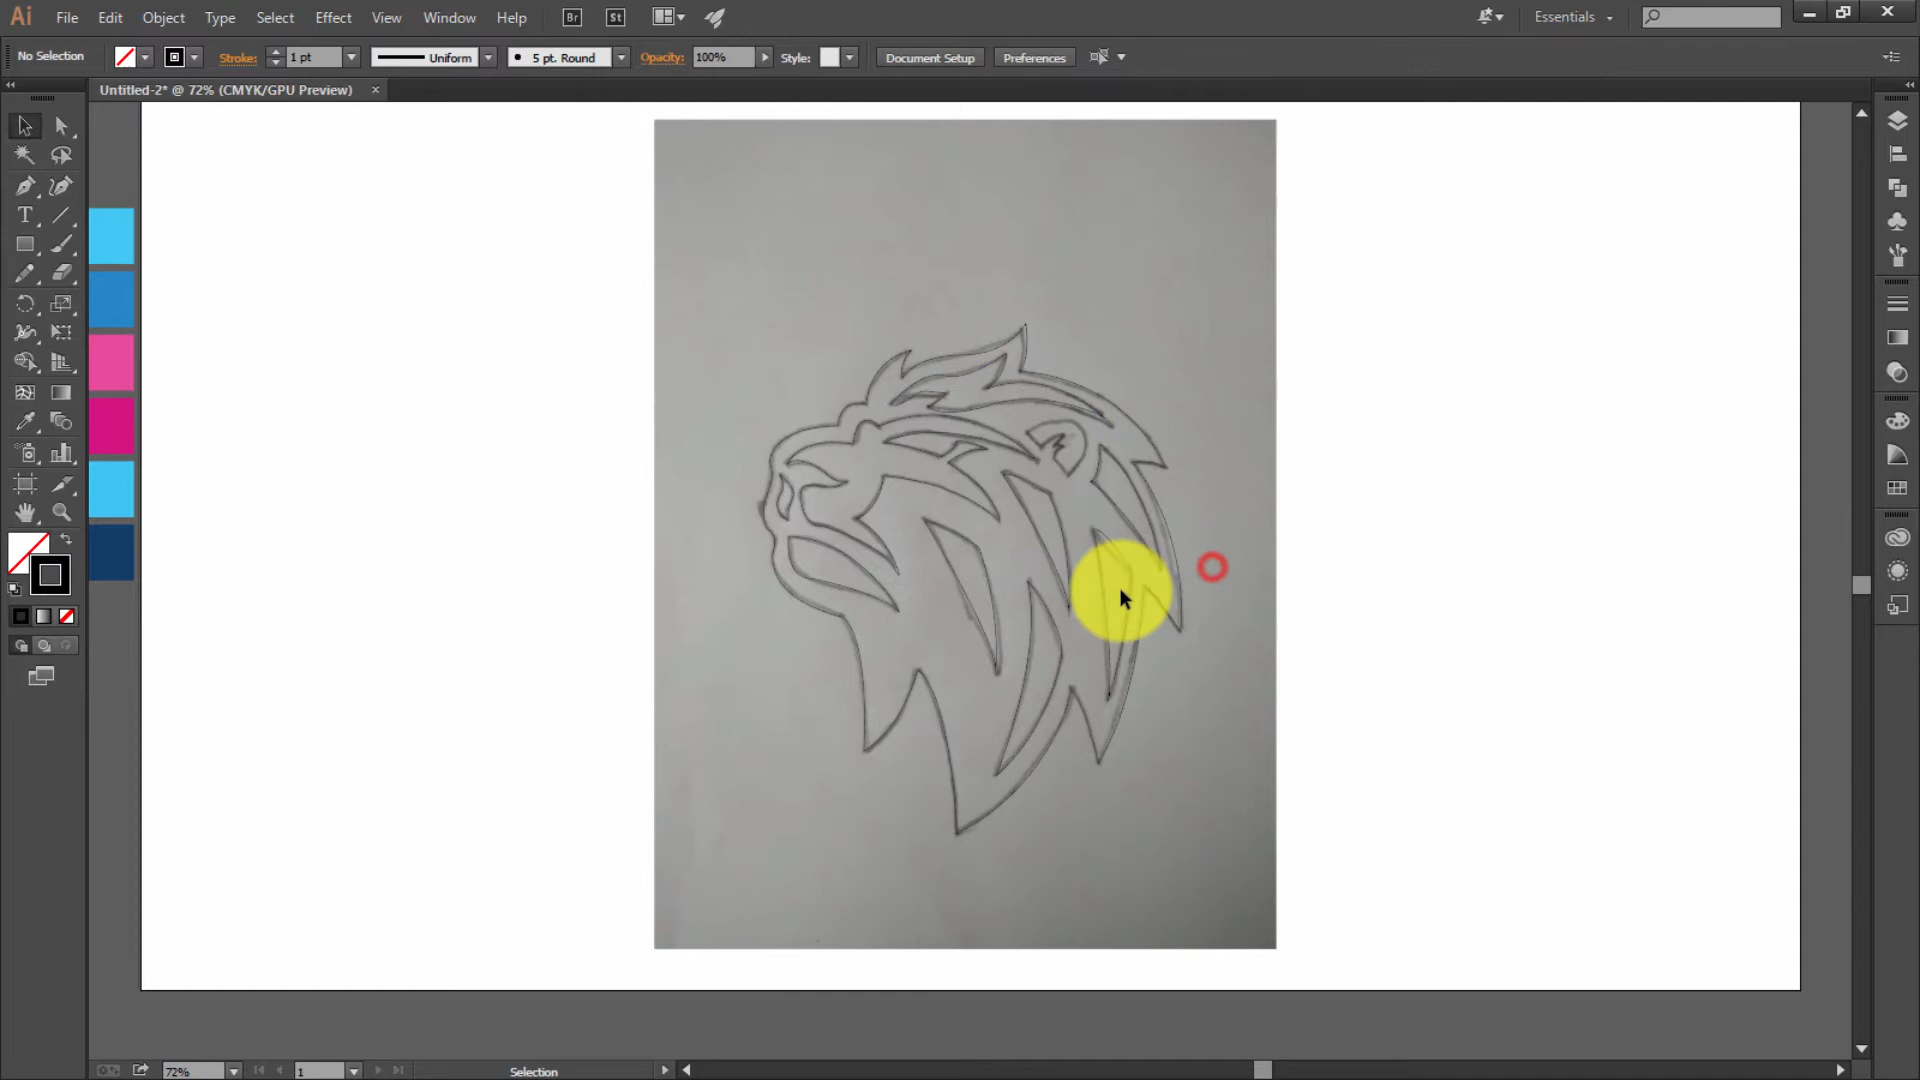 Ai File Edit Object Type Select Effect View Window Help Br St Essentials
No Selection Stroke: 1 pt Uniform 5 pt. Round Opacity: 100% Style: Document Setup Preferences
Untitled-2* @ 72% (CMYK/GPU Preview) ×
T
72% 1 Selection